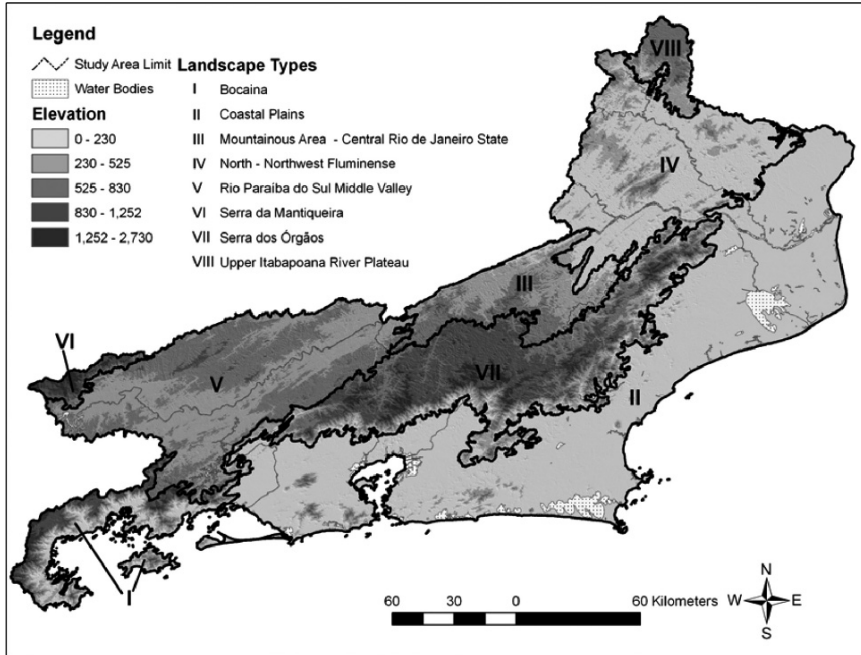 Legend
Study Area Limit
Water Bodies
Elevation
0 - 230
230 - 525
525 - 830
830 - 1,252
1,252 - 2,730
Landscape Types
I Bocaina
II Coastal Plains
III Mountainous Area - Central Rio de Janeiro State
IV North - Northwest Fluminense
V Rio Paraiba do Sul Middle Valley
VI Serra da Mantiqueira
VII Serra dos Órgãos
VIII Upper Itabapoana River Plateau
VIII
IV
III
VI
V
VII
II
I
60 30 0 60 Kilometers
N
W E
S